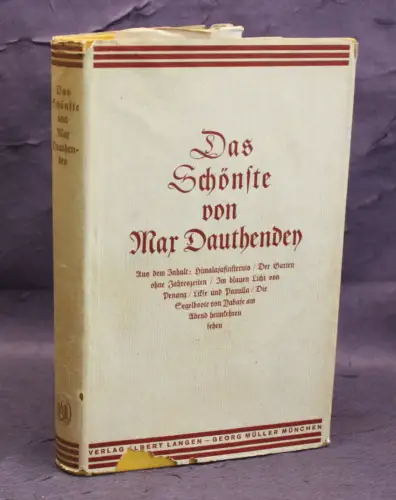 Das
Schönste
von
Max
Dauthen-
dey
Das
Schönste
von
Max Dauthendey
Aus dem Inhalt: Himalajafinsternis / Der Garten
ohne Jahreszeiten / Im blauen Licht von
Penang / Likse und Panulla / Die
Segelboote von Yabase am
Abend heimkehren
sehen
VERLAG ALBERT LANGEN – GEORG MÜLLER MÜNCHEN